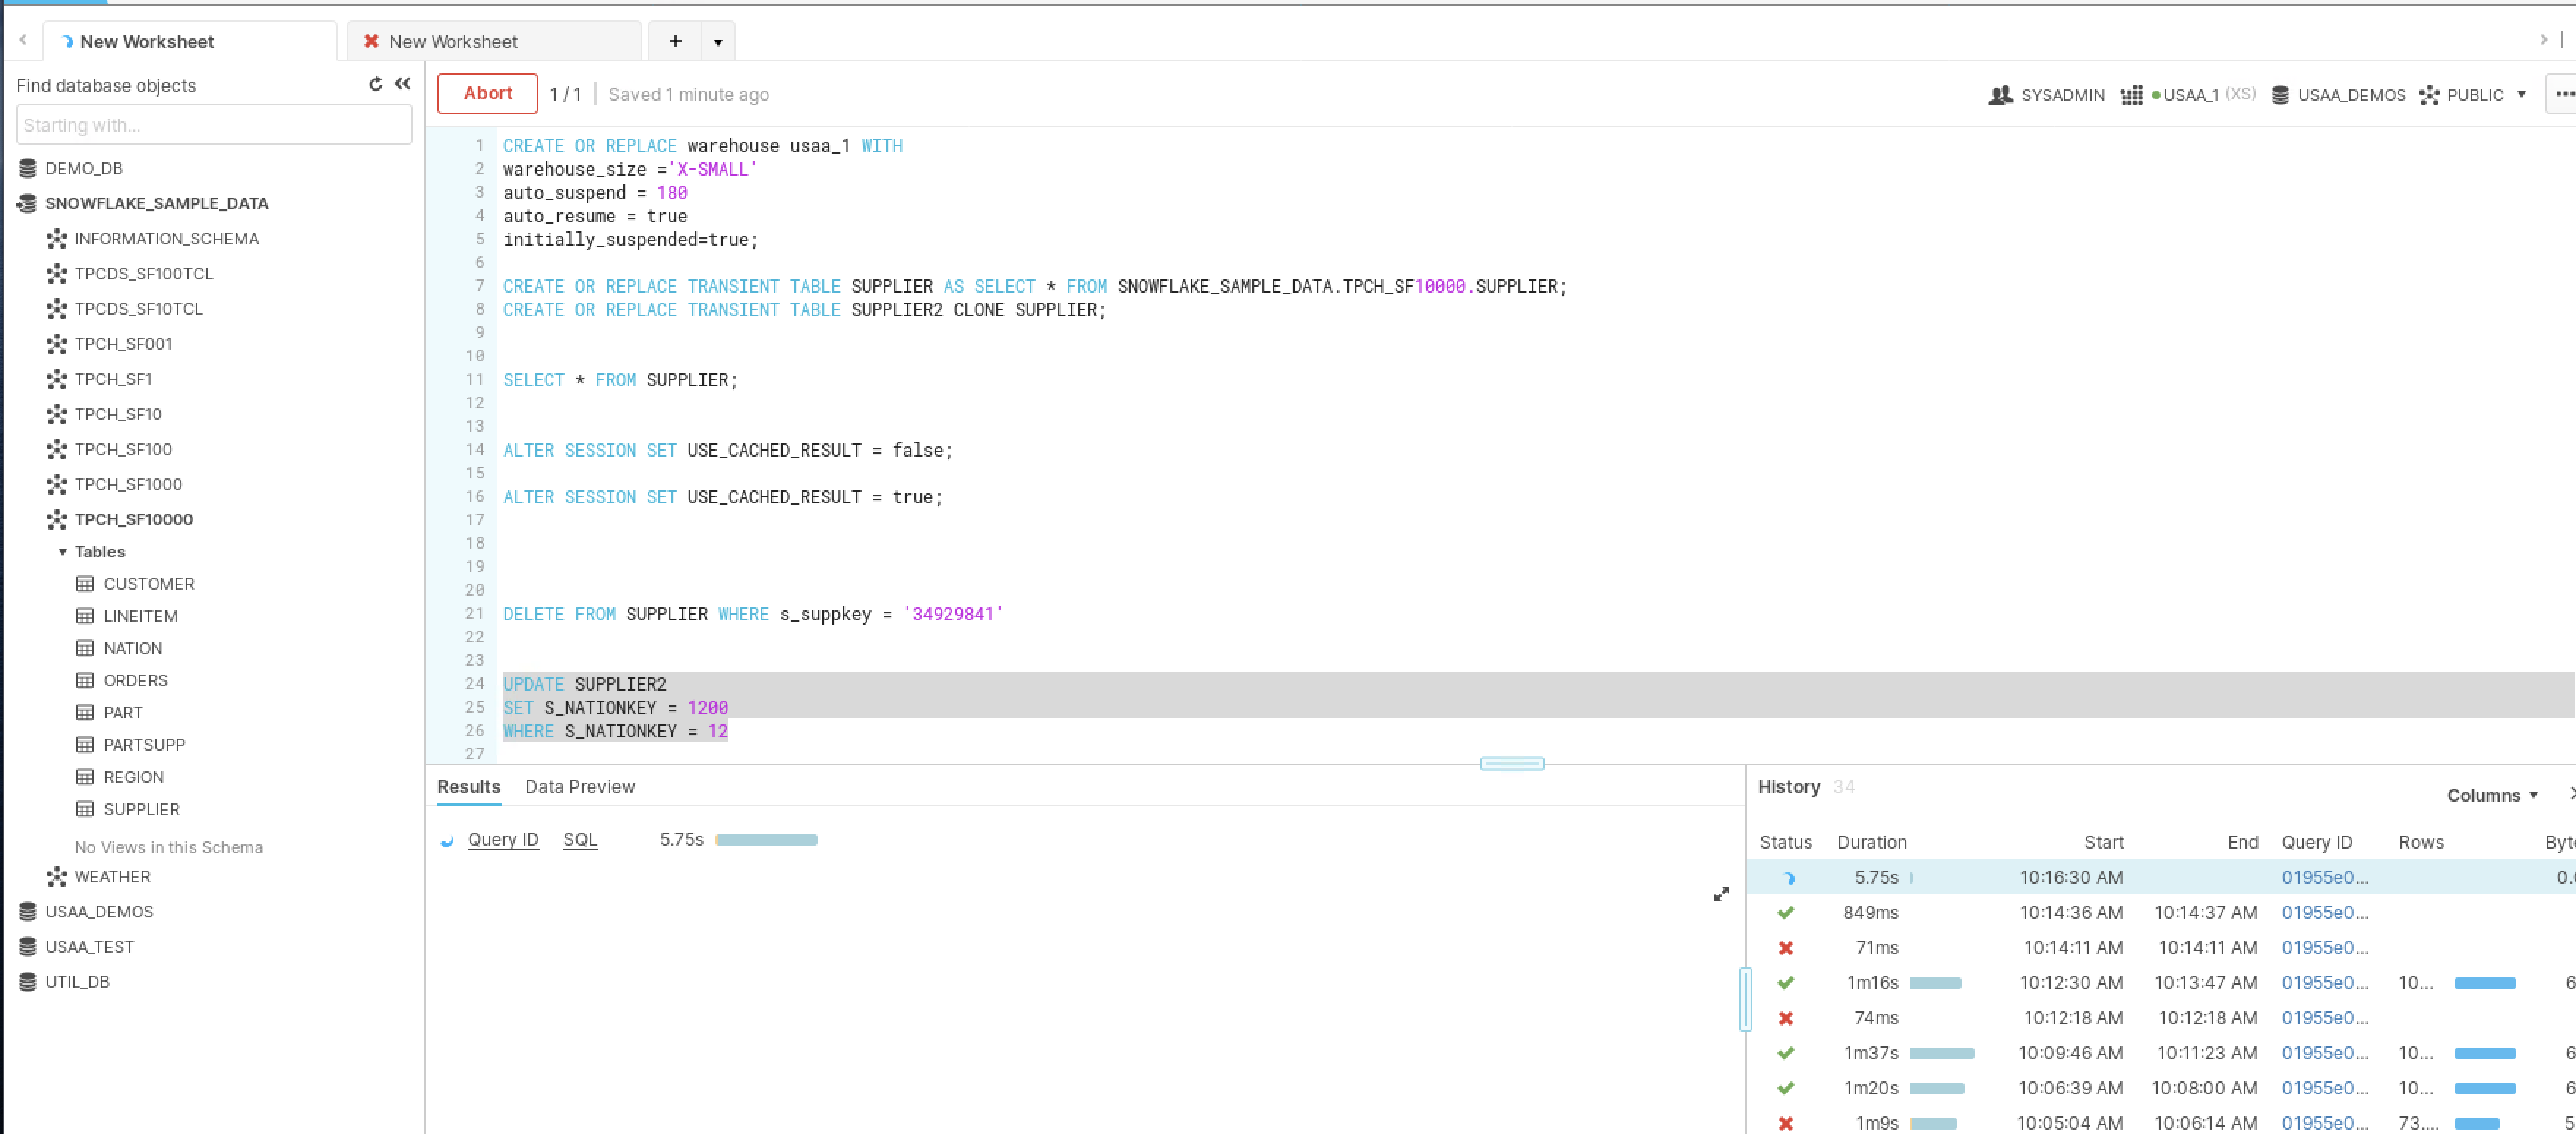 New Worksheet
New Worksheet
Find database objects
Starting with...
DEMO_DB
SNOWFLAKE_SAMPLE_DATA
INFORMATION_SCHEMA
TPCDS_SF100TCL
TPCDS_SF10TCL
TPCH_SF001
TPCH_SF1
TPCH_SF10
TPCH_SF100
TPCH_SF1000
TPCH_SF10000
Tables
CUSTOMER
LINEITEM
NATION
ORDERS
PART
PARTSUPP
REGION
SUPPLIER
No Views in this Schema
WEATHER
USAA_DEMOS
USAA_TEST
UTIL_DB
Abort 1 / 1 | Saved 1 minute ago
SYSADMIN USAA_1 (XS) USAA_DEMOS PUBLIC
1 CREATE OR REPLACE warehouse usaa_1 WITH
2 warehouse_size ='X-SMALL'
3 auto_suspend = 180
4 auto_resume = true
5 initially_suspended=true;
6
7 CREATE OR REPLACE TRANSIENT TABLE SUPPLIER AS SELECT * FROM SNOWFLAKE_SAMPLE_DATA.TPCH_SF10000.SUPPLIER;
8 CREATE OR REPLACE TRANSIENT TABLE SUPPLIER2 CLONE SUPPLIER;
9
10
11 SELECT * FROM SUPPLIER;
12
13
14 ALTER SESSION SET USE_CACHED_RESULT = false;
15
16 ALTER SESSION SET USE_CACHED_RESULT = true;
17
18
19
20
21 DELETE FROM SUPPLIER WHERE s_suppkey = '34929841'
22
23
24 UPDATE SUPPLIER2
25 SET S_NATIONKEY = 1200
26 WHERE S_NATIONKEY = 12
27
Results Data Preview
Query ID SQL 5.75s
History 34
Columns
Status Duration Start End Query ID Rows Byte
5.75s 10:16:30 AM 01955e0... 0.
849ms 10:14:36 AM 10:14:37 AM 01955e0...
71ms 10:14:11 AM 10:14:11 AM 01955e0...
1m16s 10:12:30 AM 10:13:47 AM 01955e0... 10... 6
74ms 10:12:18 AM 10:12:18 AM 01955e0...
1m37s 10:09:46 AM 10:11:23 AM 01955e0... 10... 6
1m20s 10:06:39 AM 10:08:00 AM 01955e0... 10... 6
1m9s 10:05:04 AM 10:06:14 AM 01955e0... 73.... 5